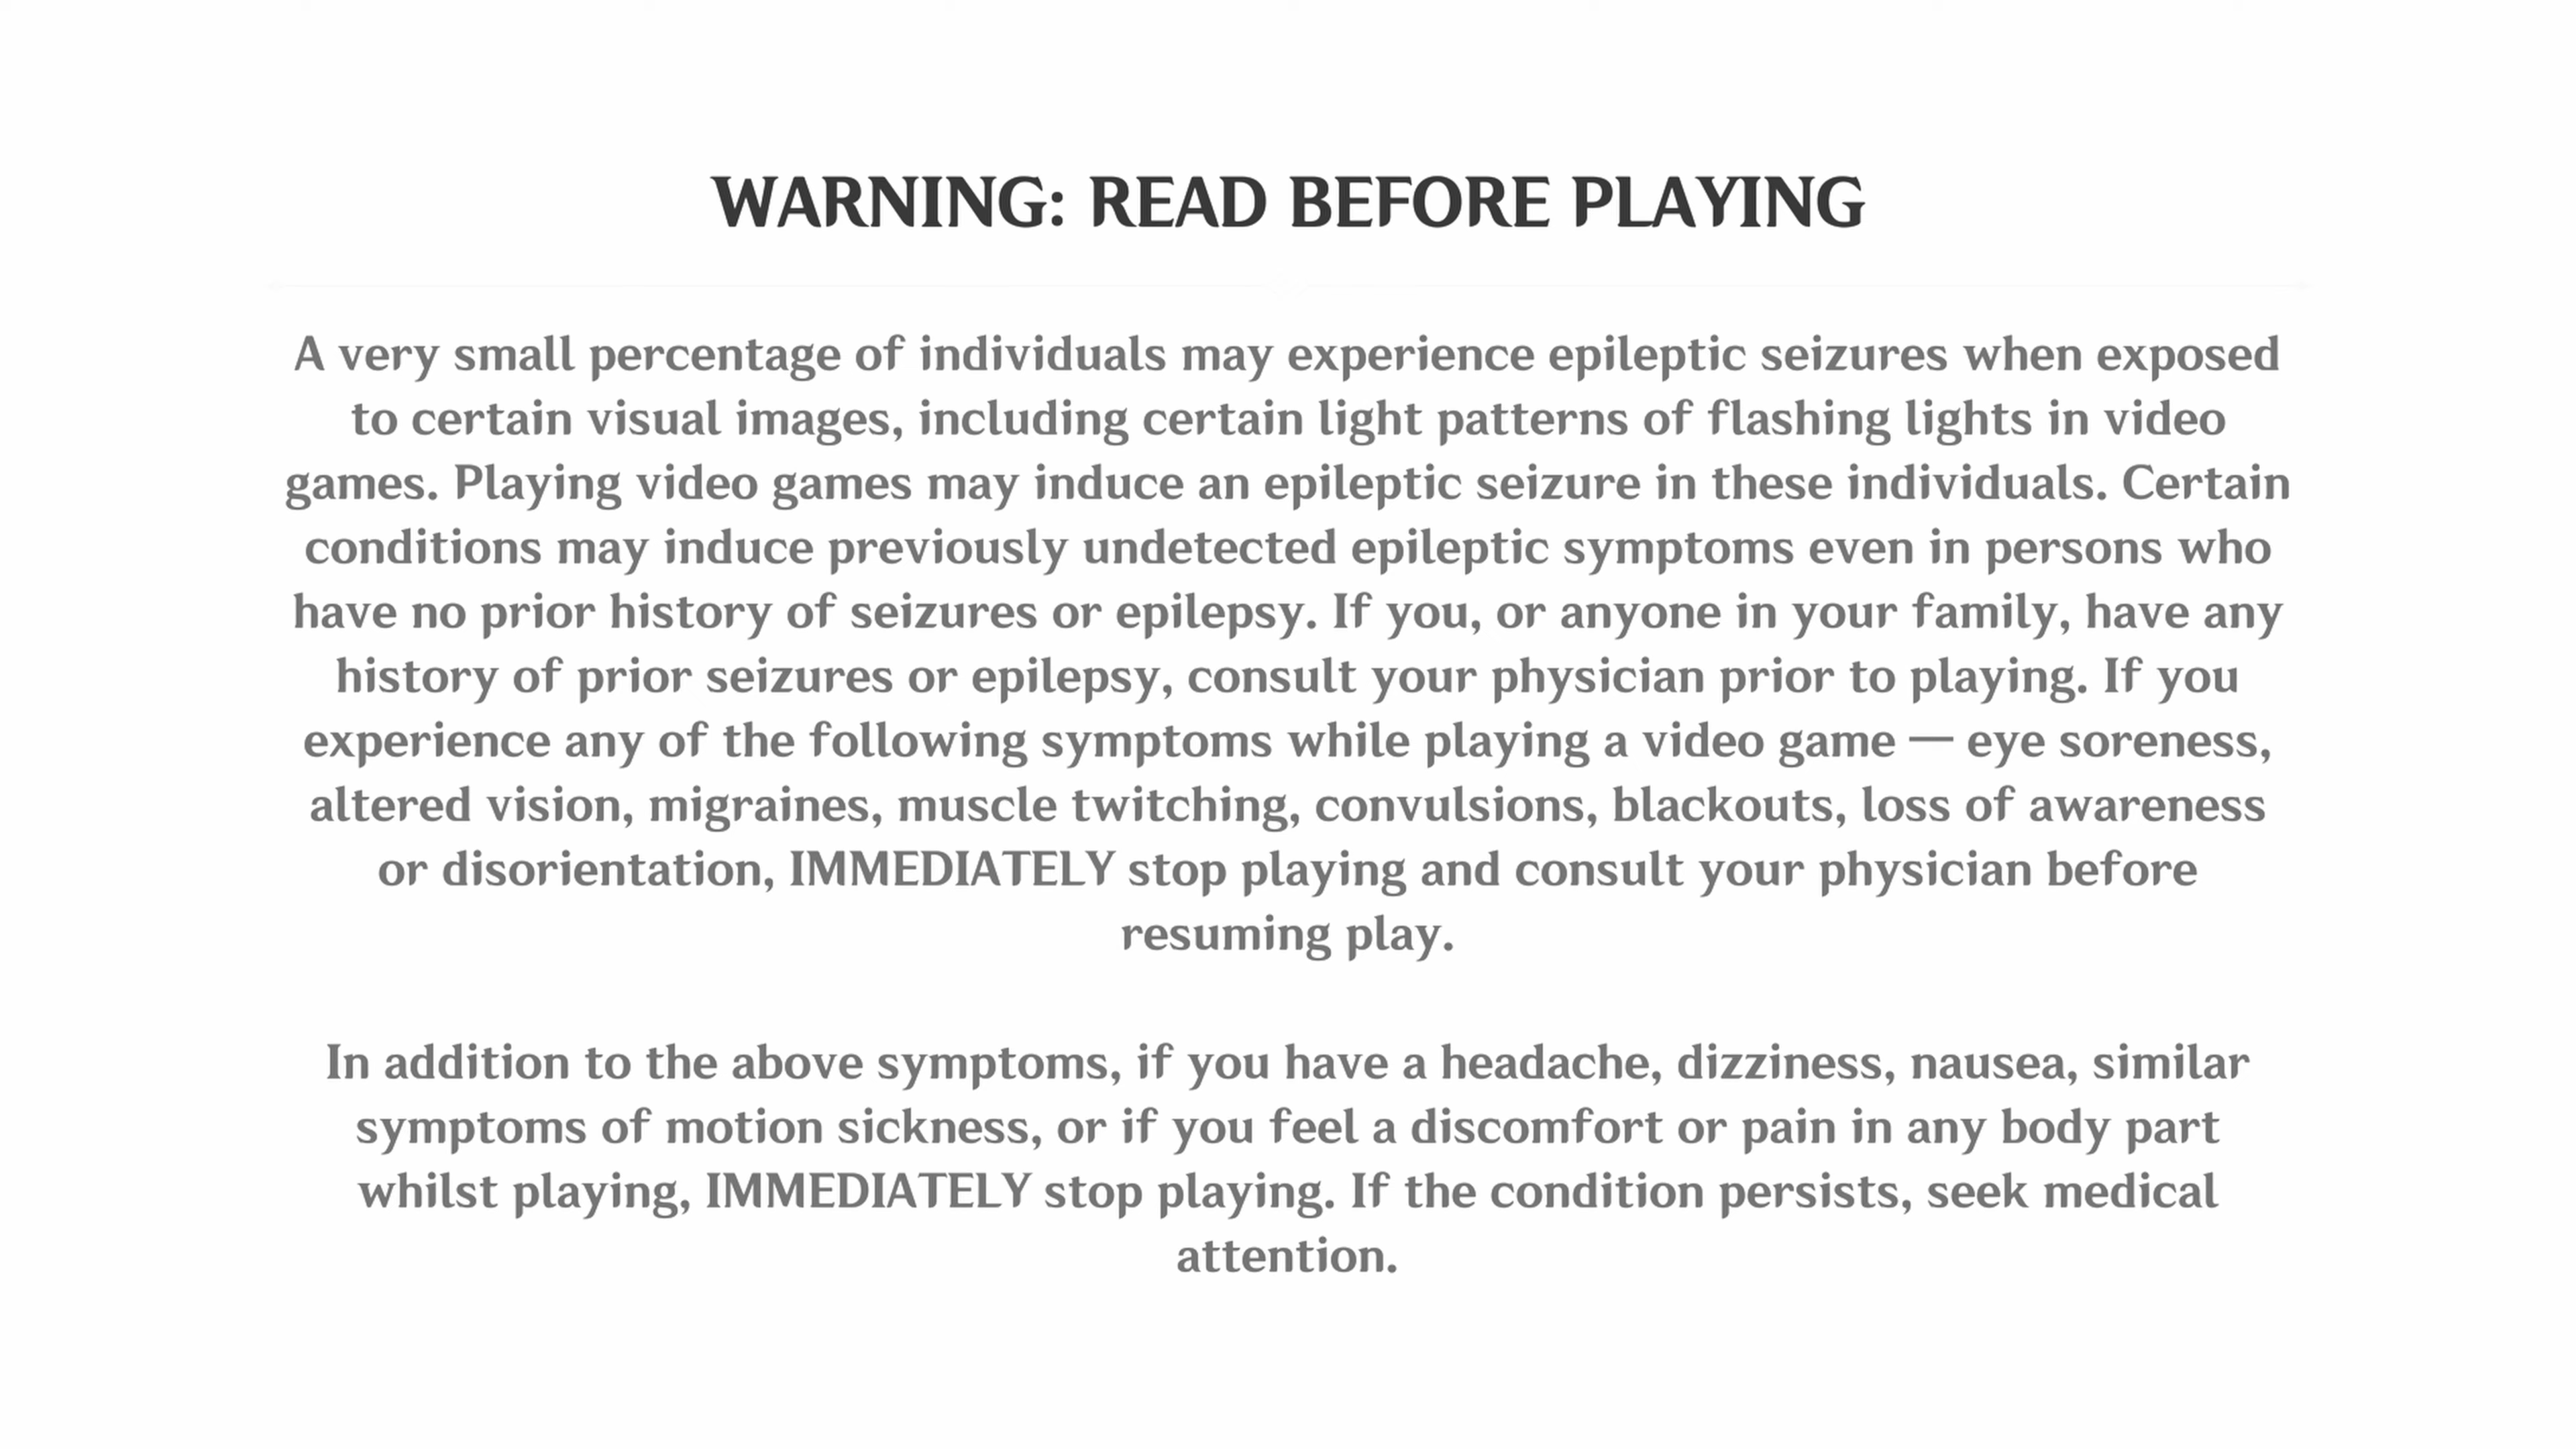 WARNING: READ BEFORE PLAYING
A very small percentage of individuals may experience epileptic seizures when exposed
to certain visual images, including certain light patterns of flashing lights in video
games. Playing video games may induce an epileptic seizure in these individuals. Certain
conditions may induce previously undetected epileptic symptoms even in persons who
have no prior history of seizures or epilepsy. If you, or anyone in your family, have any
history of prior seizures or epilepsy, consult your physician prior to playing. If you
experience any of the following symptoms while playing a video game — eye soreness,
altered vision, migraines, muscle twitching, convulsions, blackouts, loss of awareness
or disorientation, IMMEDIATELY stop playing and consult your physician before
resuming play.
In addition to the above symptoms, if you have a headache, dizziness, nausea, similar
symptoms of motion sickness, or if you feel a discomfort or pain in any body part
whilst playing, IMMEDIATELY stop playing. If the condition persists, seek medical
attention.